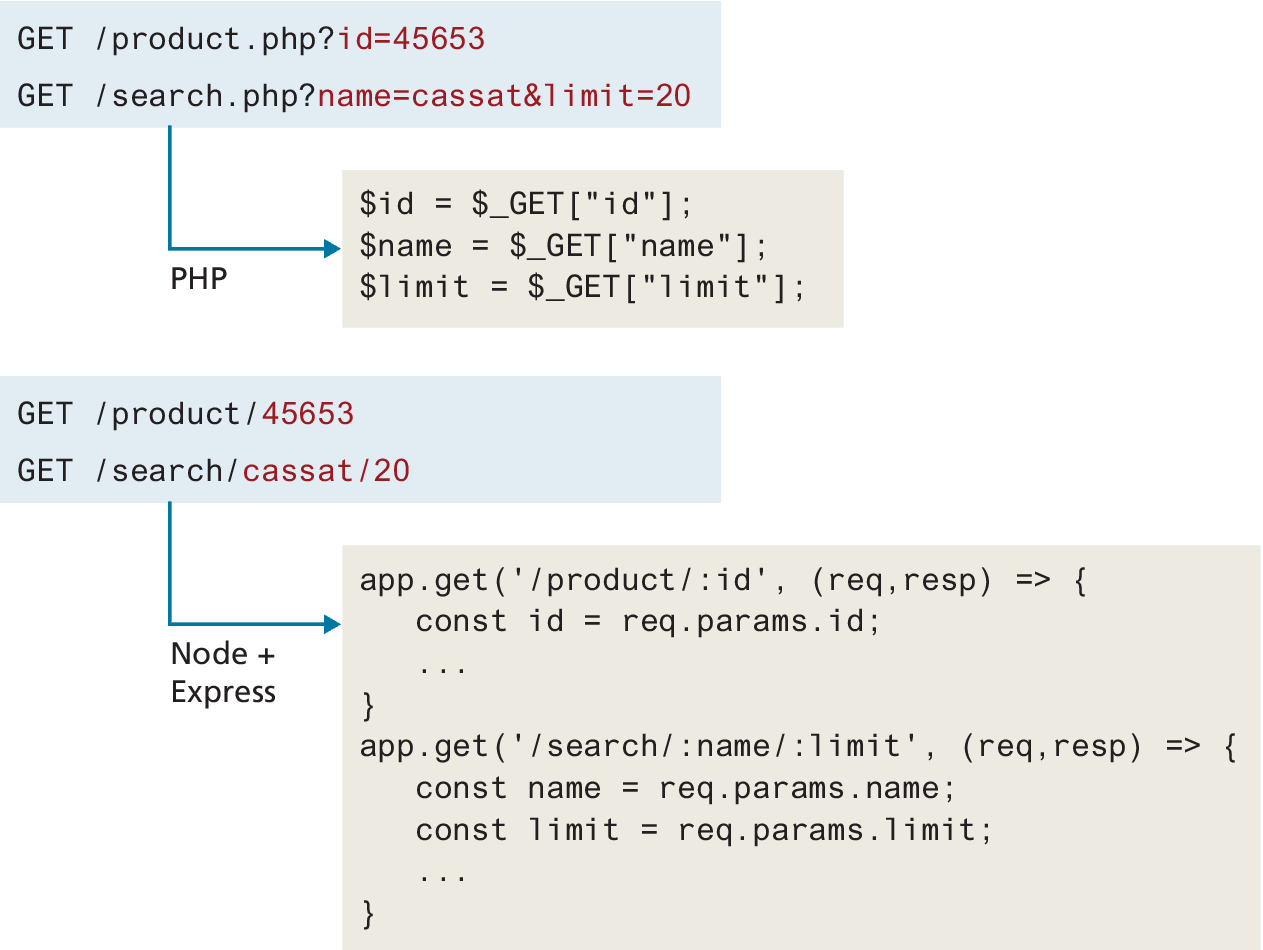 GET /product.php?id=45653
GET /search.php?name=cassat&limit=20
PHP
$id = $_GET["id"];
$name = $_GET["name"];
$limit = $_GET["limit"];
GET /product/45653
GET /search/cassat/20
Node +
Express
app.get('/product/:id', (req,resp) => {
   const id = req.params.id;
   ...
}
app.get('/search/:name/:limit', (req,resp) => {
   const name = req.params.name;
   const limit = req.params.limit;
   ...
}